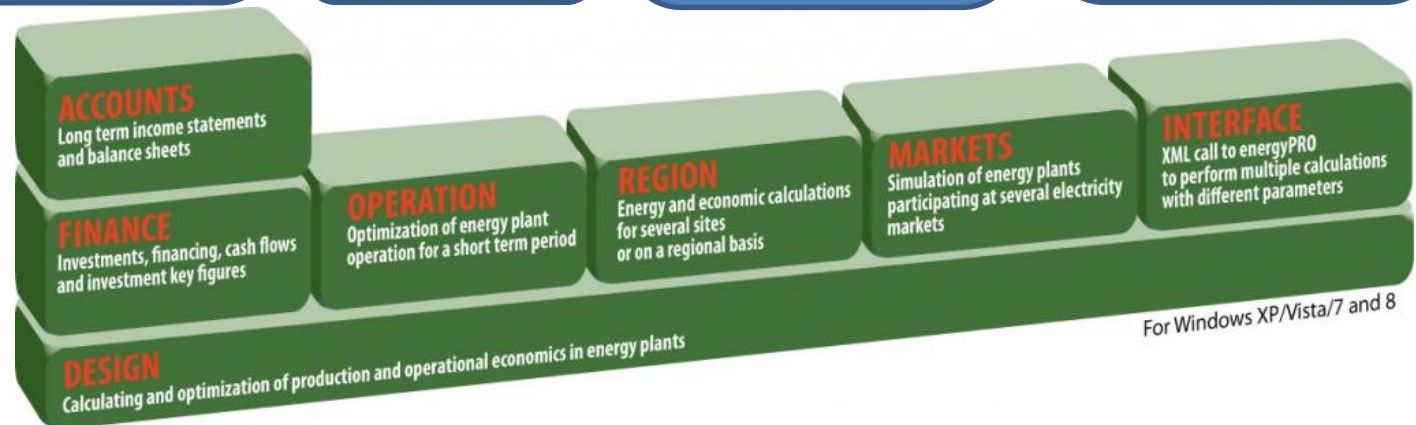 ACCOUNTS
Long term income statements
and balance sheets
FINANCE
Investments, financing, cash flows
and investment key figures
OPERATION
Optimization of energy plant
operation for a short term period
REGION
Energy and economic calculations
for several sites
or on a regional basis
MARKETS
Simulation of energy plants
participating at several electricity
markets
INTERFACE
XML call to energyPRO
to perform multiple calculations
with different parameters
DESIGN
Calculating and optimization of production and operational economics in energy plants
For Windows XP/Vista/7 and 8